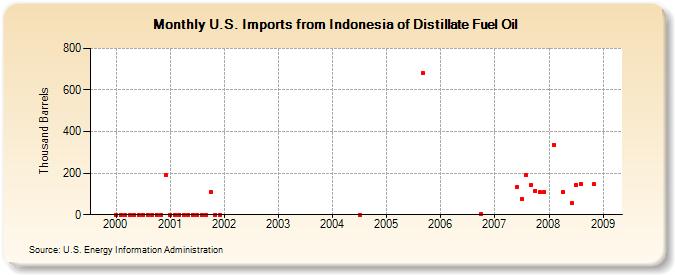 Monthly U.S. Imports from Indonesia of Distillate Fuel Oil
Thousand Barrels
800
600
400
200
0
2000 2001 2002 2003 2004 2005 2006 2007 2008 2009
Source: U.S. Energy Information Administration